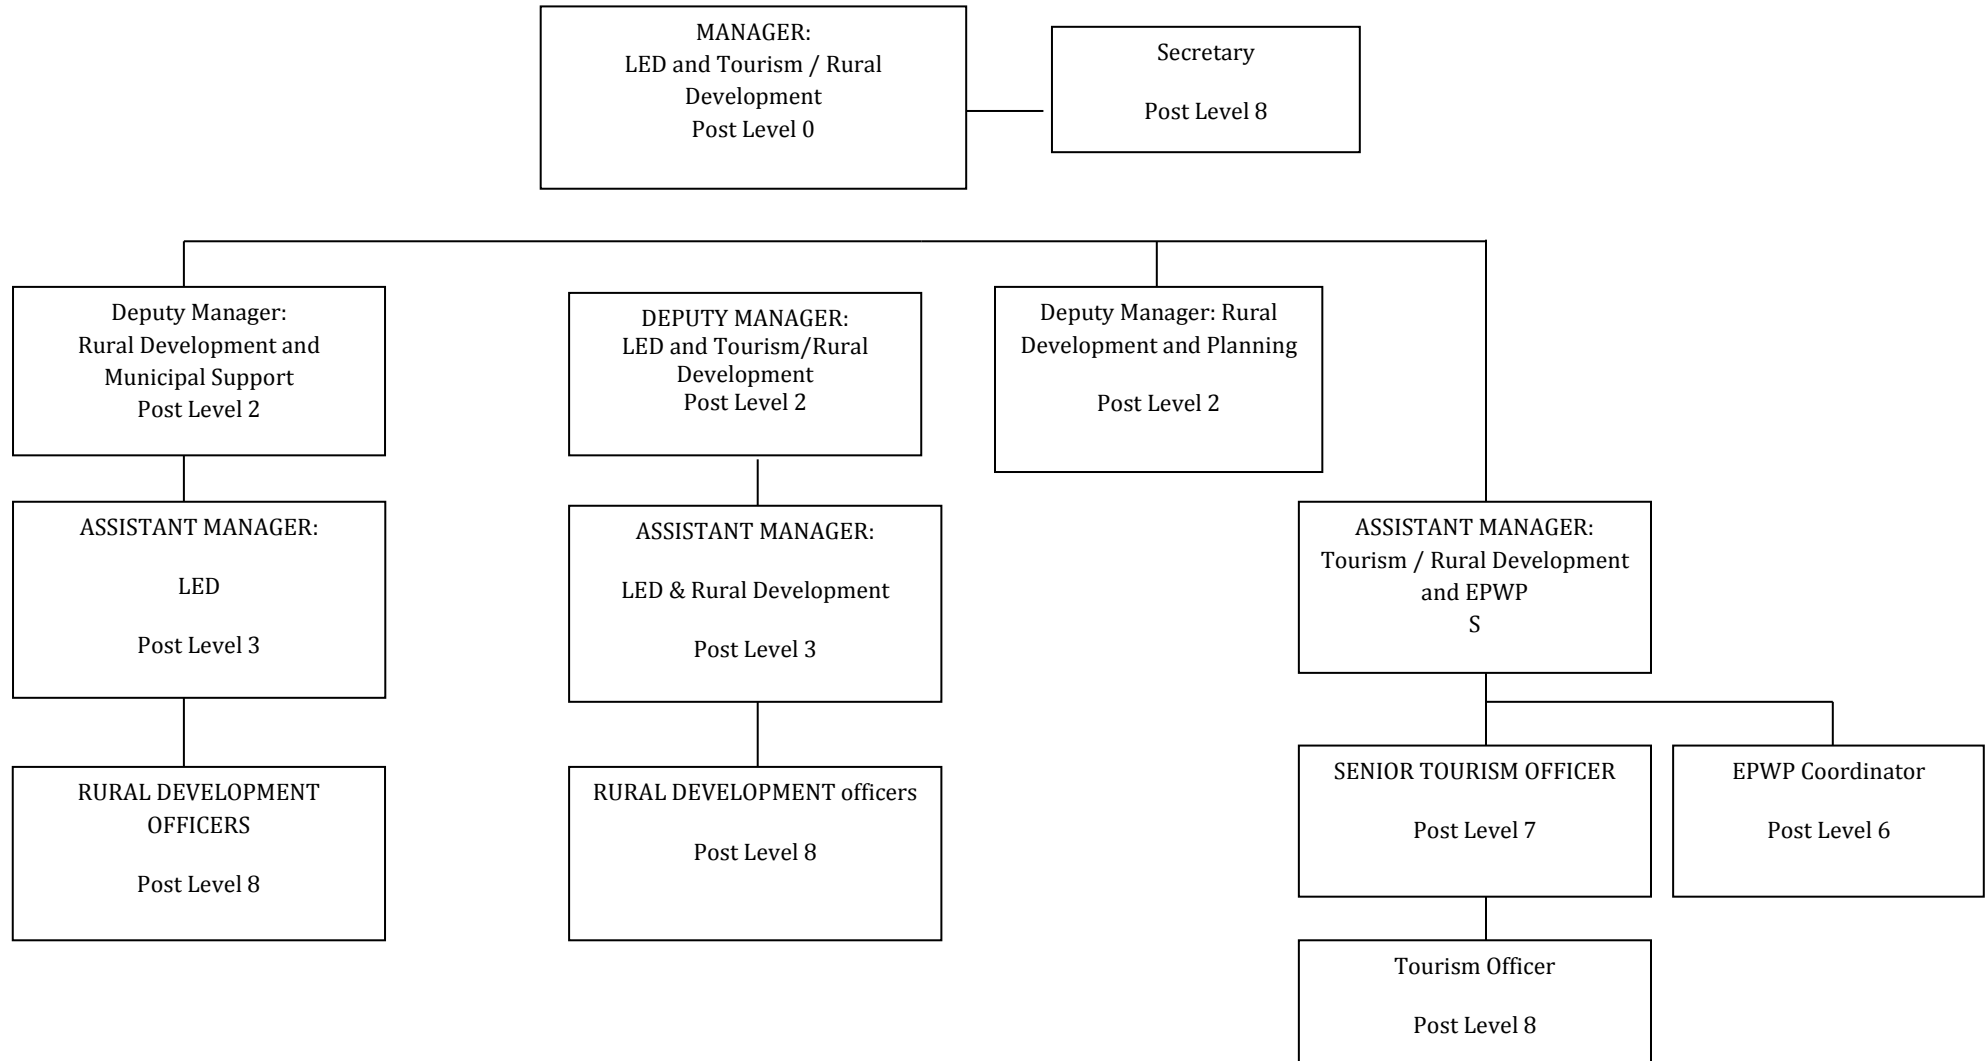 MANAGER:
LED and Tourism / Rural
Development
Post Level 0
Secretary
Post Level 8
Deputy Manager:
Rural Development and
Municipal Support
Post Level 2
DEPUTY MANAGER:
LED and Tourism/Rural
Development
Post Level 2
Deputy Manager: Rural
Development and Planning
Post Level 2
ASSISTANT MANAGER:
LED
Post Level 3
ASSISTANT MANAGER:
LED & Rural Development
Post Level 3
ASSISTANT MANAGER:
Tourism / Rural Development
and EPWP
S
RURAL DEVELOPMENT
OFFICERS
Post Level 8
RURAL DEVELOPMENT officers
Post Level 8
SENIOR TOURISM OFFICER
Post Level 7
EPWP Coordinator
Post Level 6
Tourism Officer
Post Level 8